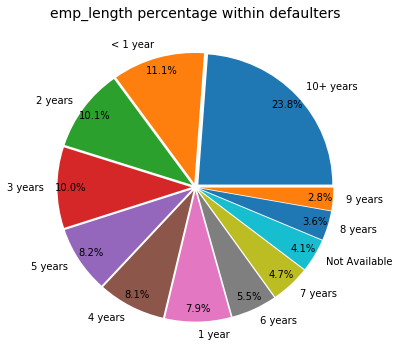 emp_length percentage within defaulters
< 1 year
11.1%
10+ years
23.8%
2 years
10.1%
3 years
10.0%
5 years
8.2%
4 years
8.1%
1 year
7.9%
6 years
5.5%
7 years
4.7%
Not Available
4.1%
8 years
3.6%
9 years
2.8%